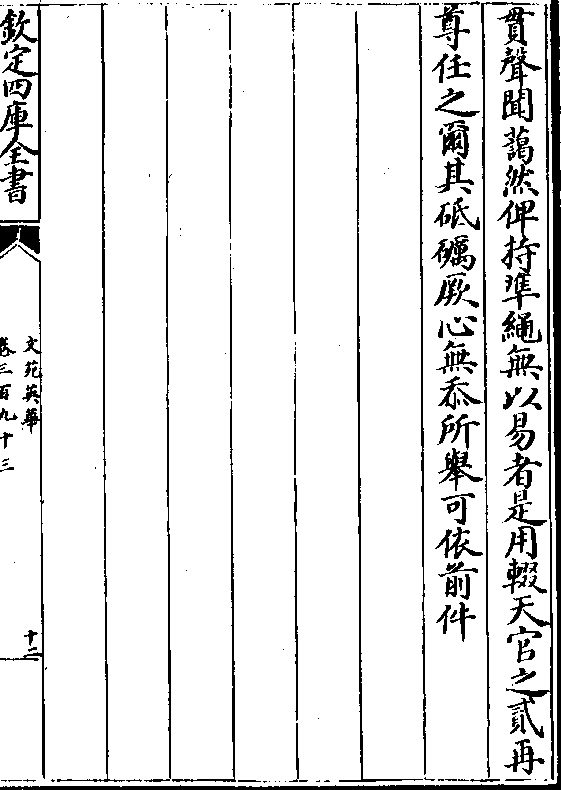 貫聲聞藹然俾持準繩無以易者是用輟天官之貳再
尊任之爾其砥礪厥心無忝所舉可依前件
欽定四庫全書
文苑英華
卷三百九十三
十二